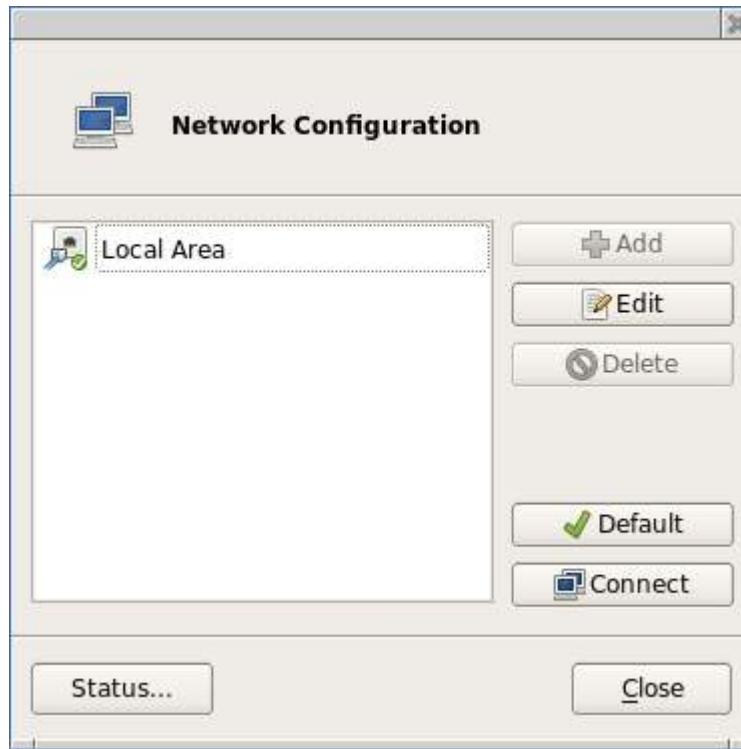 Network Configuration
Local Area
Add
Edit
Delete
Default
Connect
Status...
Close